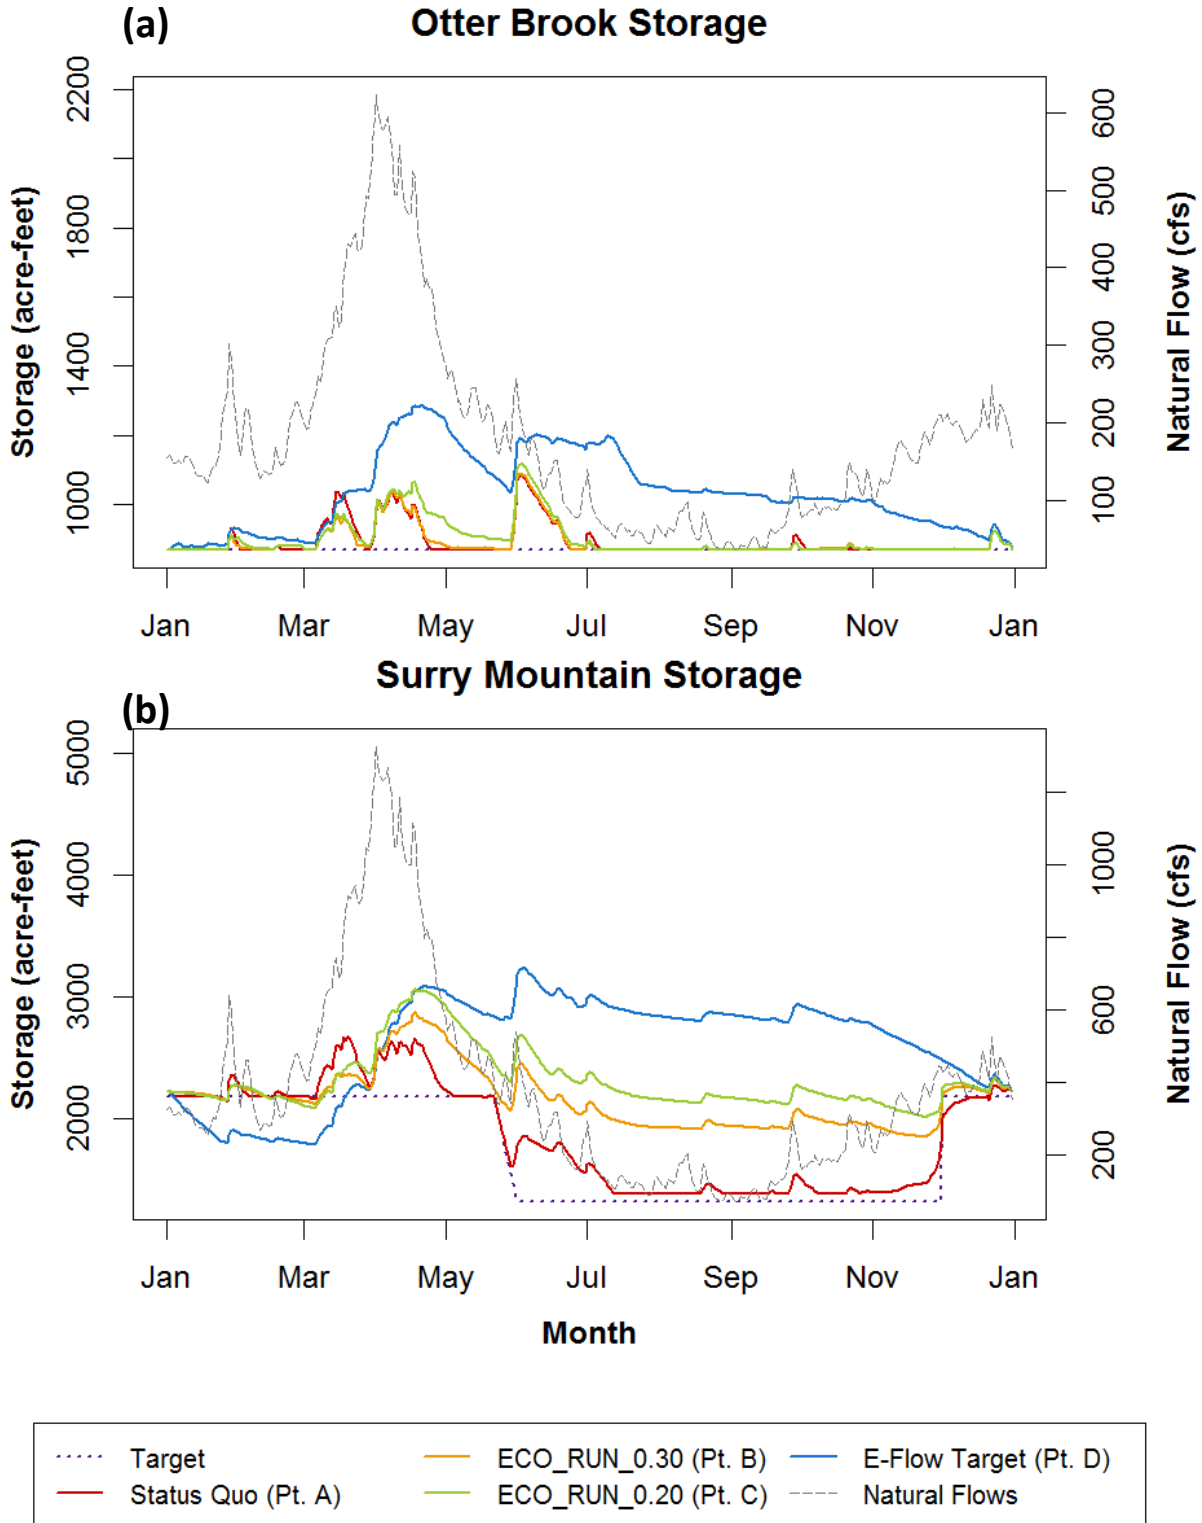 (a)
Otter Brook Storage
Storage (acre-feet)
2200
1800
1400
1000
Natural Flow (cfs)
600
500
400
300
200
100
Jan Mar May Jul Sep Nov Jan
Surry Mountain Storage
(b)
Storage (acre-feet)
5000
4000
3000
2000
Natural Flow (cfs)
1000
600
200
Jan Mar May Jul Sep Nov Jan
Month
Target ECO_RUN_0.30 (Pt. B) E-Flow Target (Pt. D)
Status Quo (Pt. A) ECO_RUN_0.20 (Pt. C) Natural Flows